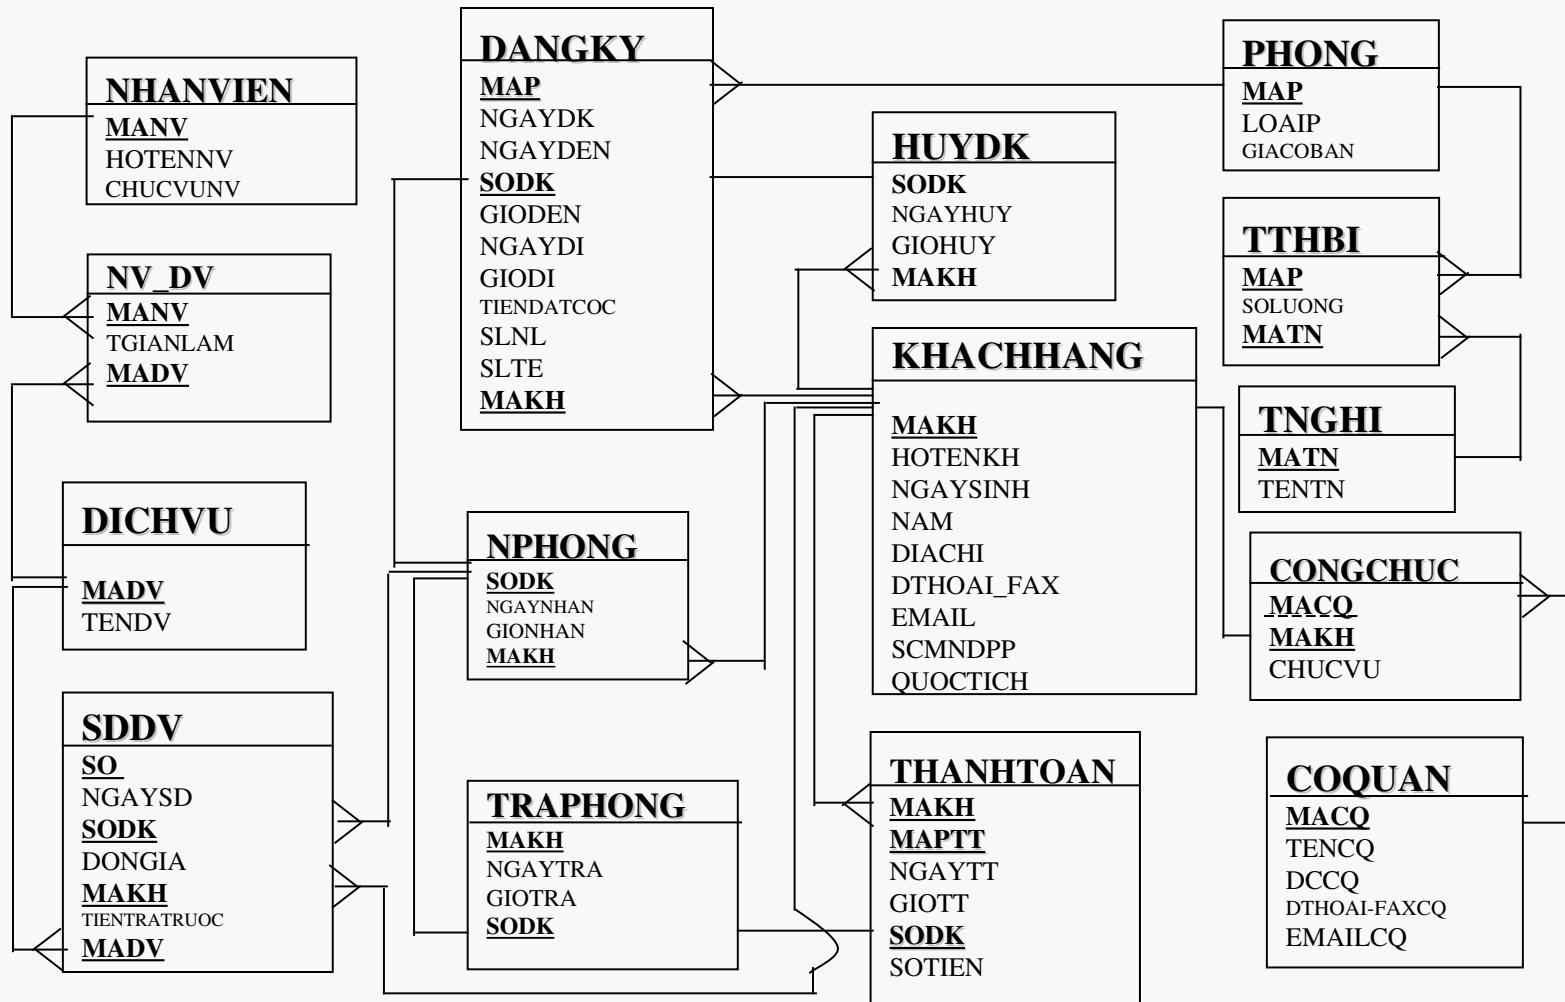 NHANVIEN
MANV
HOTENNV
CHUCVUNV
NV_DV
MANV
TGIANLAM
MADV
DICHVU
MADV
TENDV
SDDV
SO
NGAYSD
SODK
DONGIA
MAKH
TIENTRATRUOC
MADV
DANGKY
MAP
NGAYDK
NGAYDEN
SODK
GIODEN
NGAYDI
GIODI
TIENDATCOC
SLNL
SLTE
MAKH
NPHONG
SODK
NGAYNHAN
GIONHAN
MAKH
TRAPHONG
MAKH
NGAYTRA
GIOTRA
SODK
HUYDK
SODK
NGAYHUY
GIOHUY
MAKH
KHACHHANG
MAKH
HOTENKH
NGAYSINH
NAM
DIACHI
DTHOAI_FAX
EMAIL
SCMNDPP
QUOCTICH
THANHTOAN
MAKH
MAPTT
NGAYTT
GIOTT
SODK
SOTIEN
PHONG
MAP
LOAIP
GIACOBAN
TTHBI
MAP
SOLUONG
MATN
TNGHI
MATN
TENTN
CONGCHUC
MACQ
MAKH
CHUCVU
COQUAN
MACQ
TENCQ
DCCQ
DTHOAI-FAXCQ
EMAILCQ